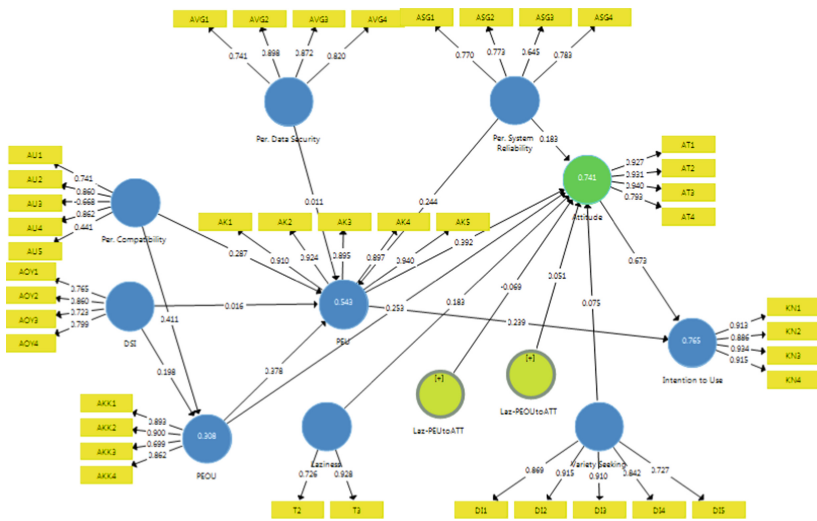 AVG1 AVG2 AVG3 AVG4 ASG1 ASG2 ASG3 ASG4
0.741 0.898 0.872 0.820 0.770 0.773 0.645 0.783
Per. Data Security
Per. System
Reliability
0.183
AU1
AU2
AU3
AU4
AU5
0.741
0.860
-0.668
0.862
0.441
Per. Compatibility
AT1
AT2
AT3
AT4
0.927
0.931
0.940
0.793
0.741
Attitude
0.011
0.244
AK1 AK2 AK3 AK4 AK5
0.910 0.924 0.895 0.897 0.940
0.287
0.392
AOY1
AOY2
AOY3
AOY4
0.765
0.860
0.723
0.799
DSI
0.016
0.543
PEU
0.253
0.183
-0.069
0.051
0.075
0.673
0.239
0.411
0.198
0.378
KN1
KN2
KN3
KN4
0.913
0.886
0.934
0.915
0.765
Intention to Use
[+]
Laz-PEUtoATT
[+]
Laz-PEOUtoATT
AKK1
AKK2
AKK3
AKK4
0.893
0.900
0.699
0.862
0.308
PEOU
Laziness
0.726 0.928
T2 T3
Variety Seeking
0.869 0.915 0.910 0.842 0.727
DI1 DI2 DI3 DI4 DI5